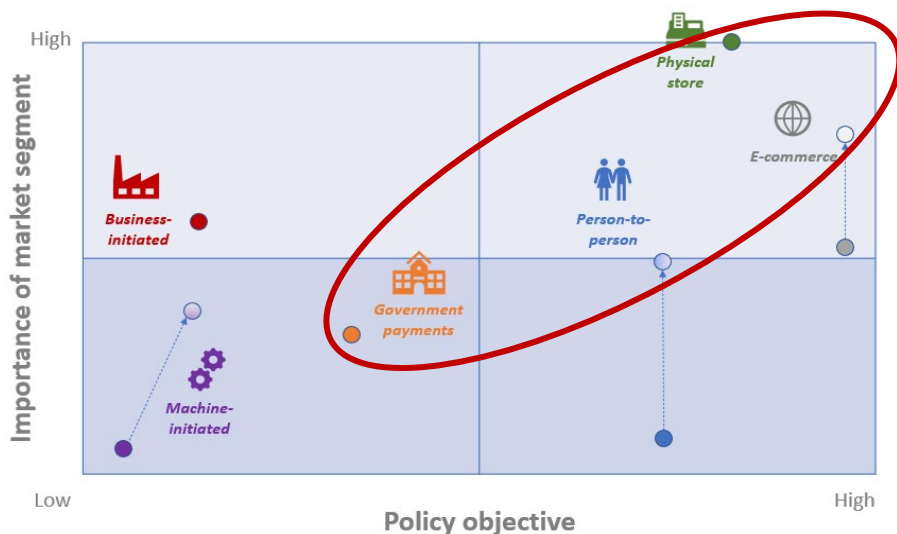 High
Physical
store
E-commerce
Business-
initiated
Person-to-
person
Government
payments
Machine-
initiated
Importance of market segment
Low
High
Policy objective